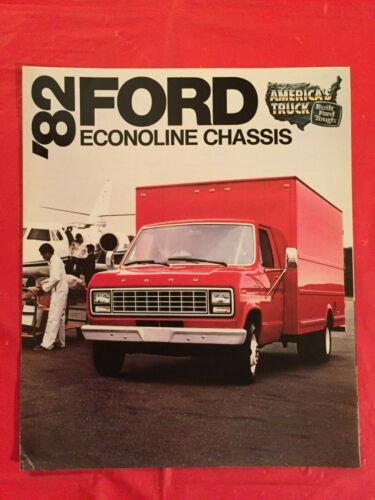 '82 FORD
ECONOLINE CHASSIS
AMERICA'S
TRUCK
Built
Ford
Tough
FORD